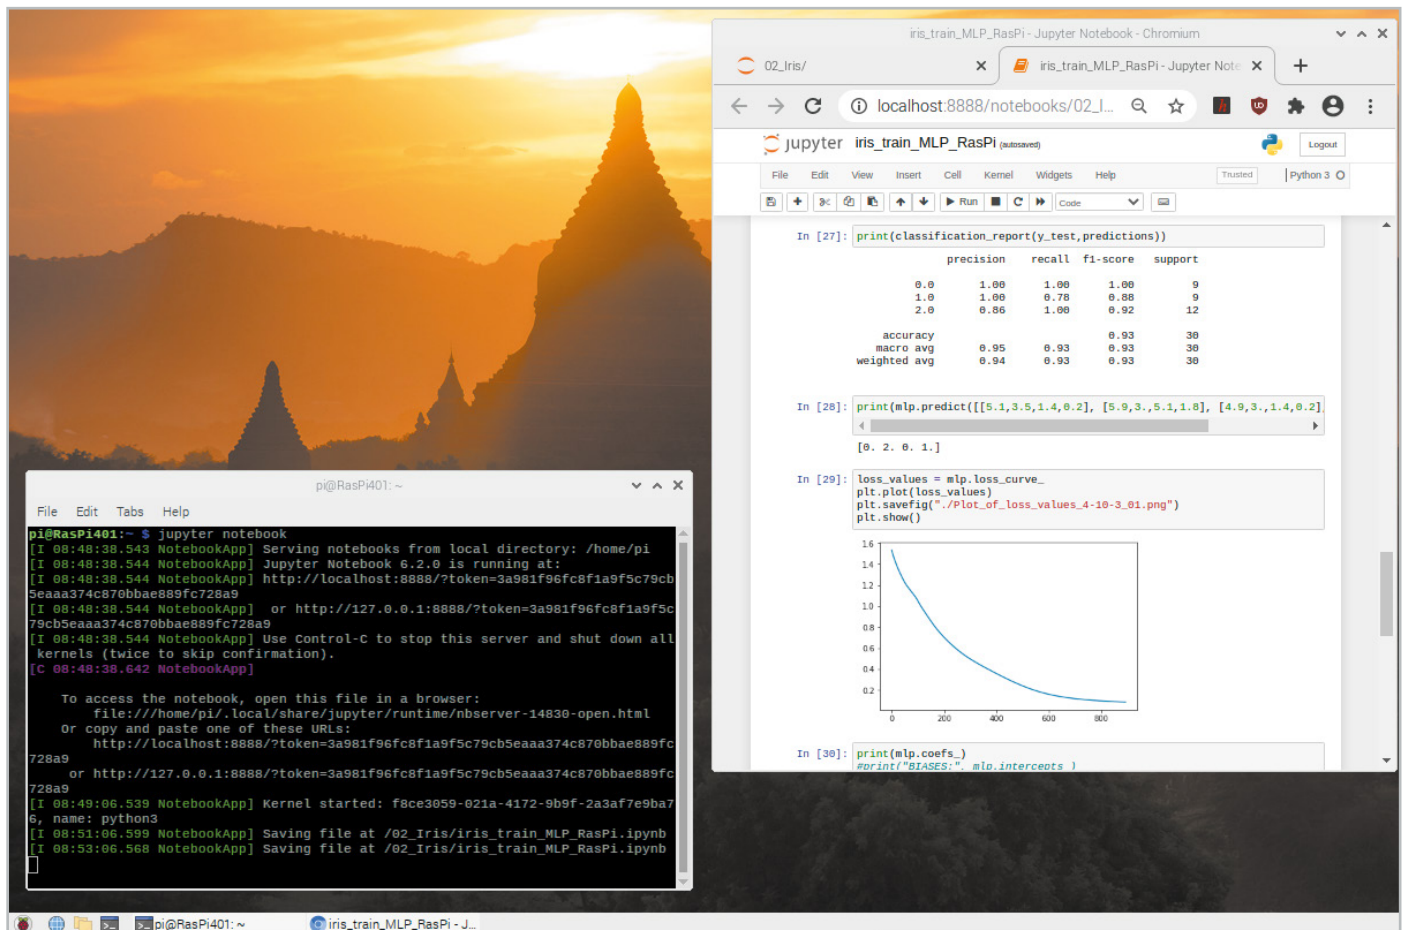 iris_train_MLP_RasPi - Jupyter Notebook - Chromium
02_Iris/
iris_train_MLP_RasPi - Jupyter Note
localhost:8888/notebooks/02_I...
jupyter iris_train_MLP_RasPi (autosaved)
Logout
File Edit View Insert Cell Kernel Widgets Help
Trusted
Python 3
Run
Code
In [27]: print(classification_report(y_test,predictions))
precision recall f1-score support
0.0 1.00 1.00 1.00 9
1.0 1.00 0.78 0.88 9
2.0 0.86 1.00 0.92 12
accuracy 0.93 30
macro avg 0.95 0.93 0.93 30
weighted avg 0.94 0.93 0.93 30
In [28]: print(mlp.predict([[5.1,3.5,1.4,0.2], [5.9,3.,5.1,1.8], [4.9,3.,1.4,0.2],
[0. 2. 0. 1.]
In [29]: loss_values = mlp.loss_curve_
plt.plot(loss_values)
plt.savefig("./Plot_of_loss_values_4-10-3_01.png")
plt.show()
1.6
1.4
1.2
1.0
0.8
0.6
0.4
0.2
0 200 400 600 800
In [30]: print(mlp.coefs_)
#print("BIASES:", mlp.intercepts_)
pi@RasPi401: ~
File Edit Tabs Help
pi@RasPi401:~ $ jupyter notebook
[I 08:48:38.543 NotebookApp] Serving notebooks from local directory: /home/pi
[I 08:48:38.544 NotebookApp] Jupyter Notebook 6.2.0 is running at:
[I 08:48:38.544 NotebookApp] http://localhost:8888/?token=3a981f96fc8f1a9f5c79cb
5eaaa374c870bbae889fc728a9
[I 08:48:38.544 NotebookApp]  or http://127.0.0.1:8888/?token=3a981f96fc8f1a9f5c
79cb5eaaa374c870bbae889fc728a9
[I 08:48:38.544 NotebookApp] Use Control-C to stop this server and shut down all
kernels (twice to skip confirmation).
[C 08:48:38.642 NotebookApp]
To access the notebook, open this file in a browser:
file:///home/pi/.local/share/jupyter/runtime/nbserver-14830-open.html
Or copy and paste one of these URLs:
http://localhost:8888/?token=3a981f96fc8f1a9f5c79cb5eaaa374c870bbae889fc
728a9
or http://127.0.0.1:8888/?token=3a981f96fc8f1a9f5c79cb5eaaa374c870bbae889fc
728a9
[I 08:49:06.539 NotebookApp] Kernel started: f8ce3059-021a-4172-9b9f-2a3af7e9ba7
6, name: python3
[I 08:51:06.599 NotebookApp] Saving file at /02_Iris/iris_train_MLP_RasPi.ipynb
[I 08:53:06.568 NotebookApp] Saving file at /02_Iris/iris_train_MLP_RasPi.ipynb
pi@RasPi401: ~
iris_train_MLP_RasPi - J...